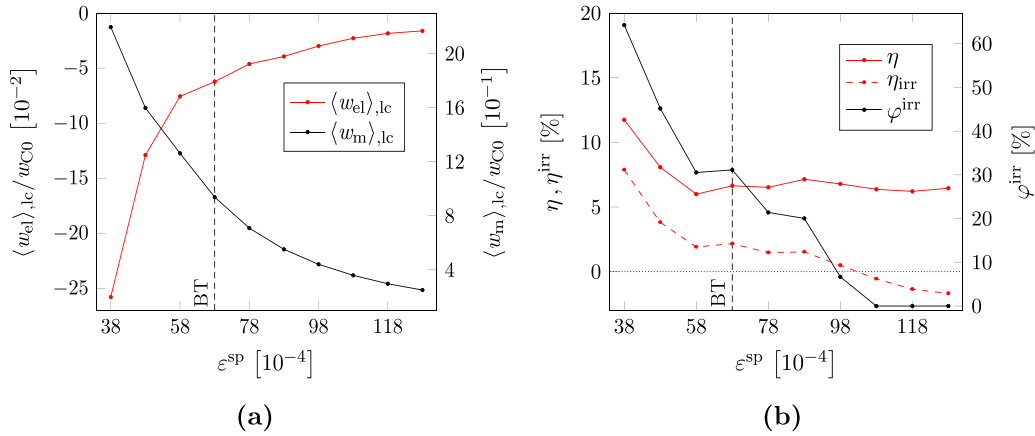 0
−5
−10
−15
−20
−25
⟨w_el⟩,lc/w_C0 [10^−2]
20
16
12
8
4
⟨w_m⟩,lc/w_C0 [10^−1]
⟨w_el⟩,lc
⟨w_m⟩,lc
BT
38 58 78 98 118
ε^sp [10^−4]
(a)
20
15
10
5
0
η, η^irr [%]
60
50
40
30
20
10
0
φ^irr [%]
η
η_irr
φ^irr
BT
38 58 78 98 118
ε^sp [10^−4]
(b)